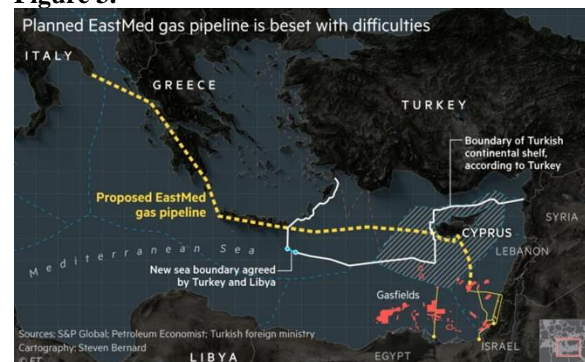 Figure 3:
Planned EastMed gas pipeline is beset with difficulties
ITALY
GREECE
TURKEY
Boundary of Turkish
continental shelf,
according to Turkey
Proposed EastMed
gas pipeline
SYRIA
CYPRUS
LEBANON
Mediterranean Sea
New sea boundary agreed
by Turkey and Libya
Gasfields
Sources: S&P Global; Petroleum Economist; Turkish foreign ministry
Cartography: Steven Bernard
© FT
LIBYA
EGYPT
ISRAEL